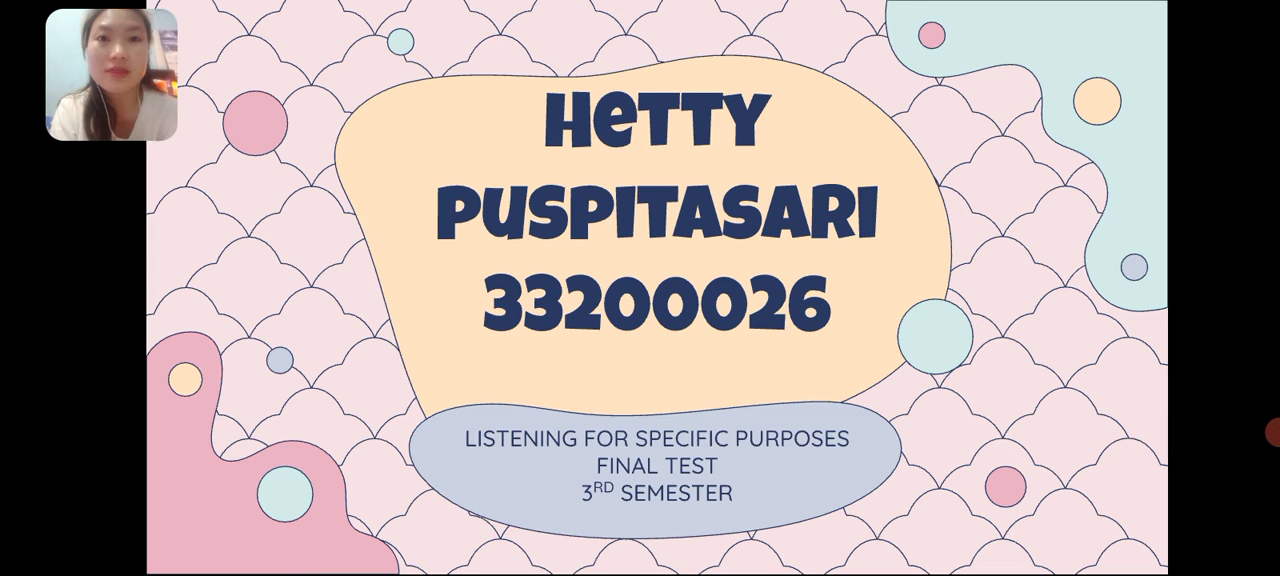 HeTTY
PUSPITASARI
33200026
LISTENING FOR SPECIFIC PURPOSES
FINAL TEST
3RD SEMESTER